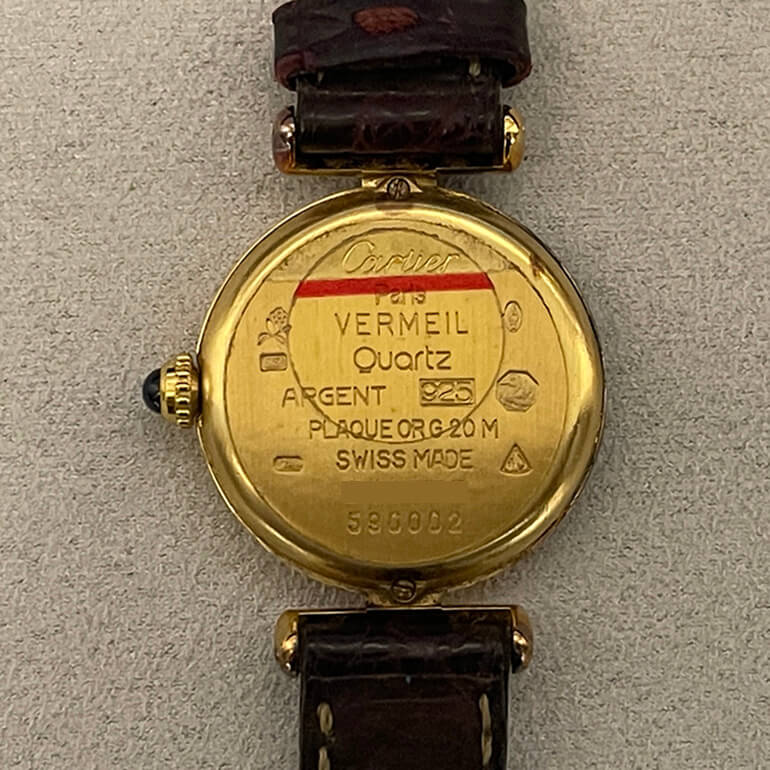 Cartier
Paris
VERMEIL
Quartz
ARGENT 925
PLAQUE OR G 20 M
SWISS MADE
590002